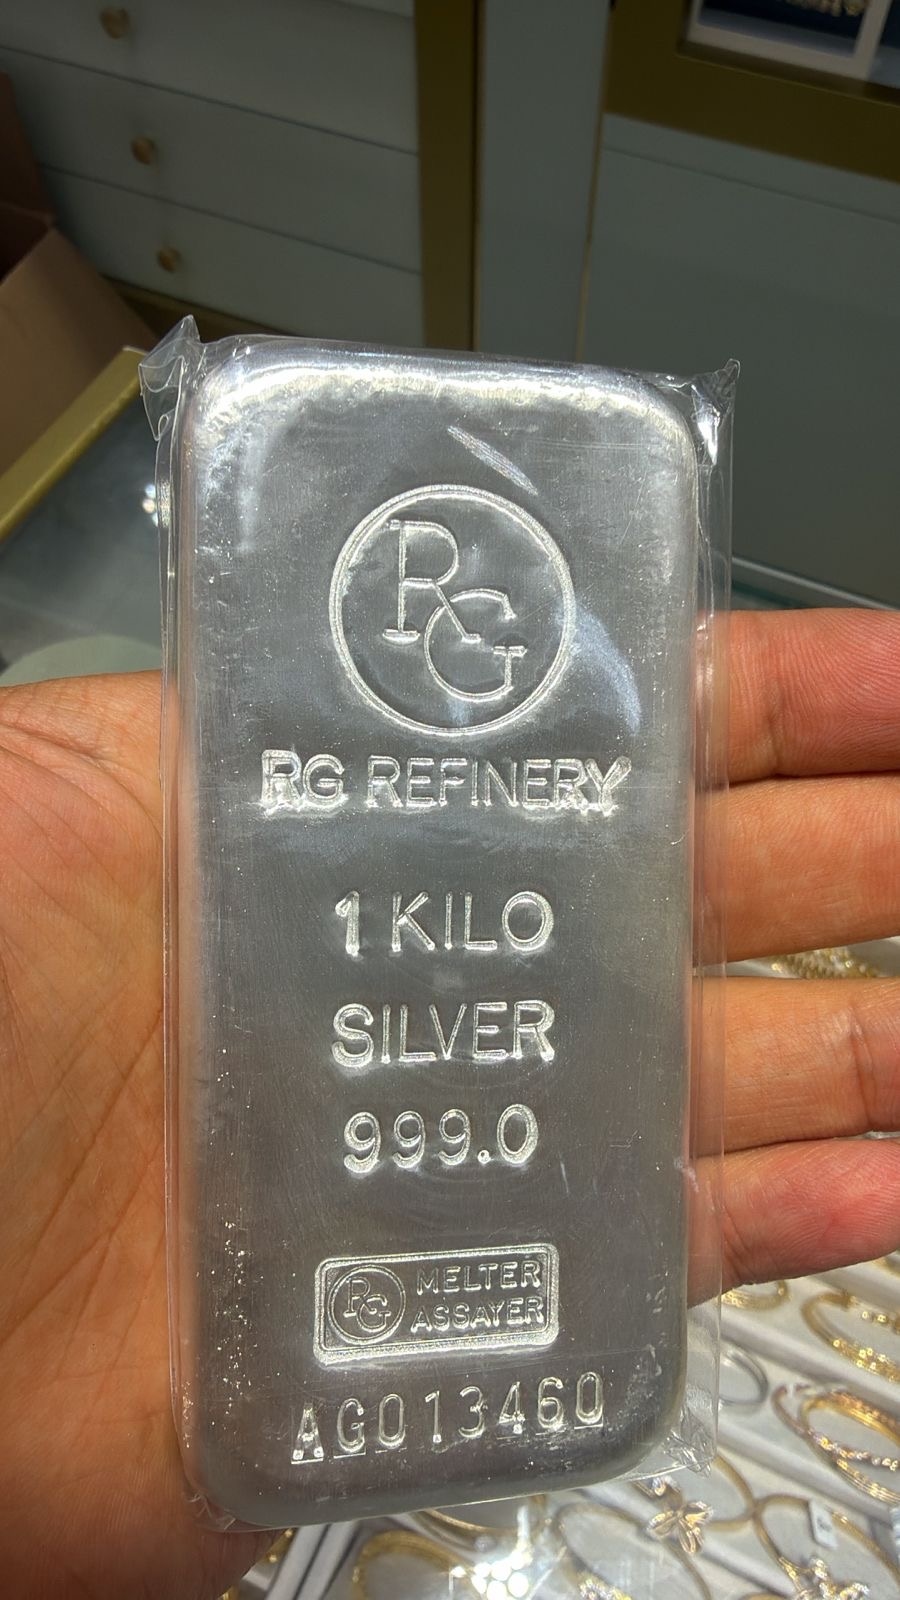 RG
RG REFINERY
1 KILO
SILVER
999.0
RG MELTER
ASSAYER
AG013460